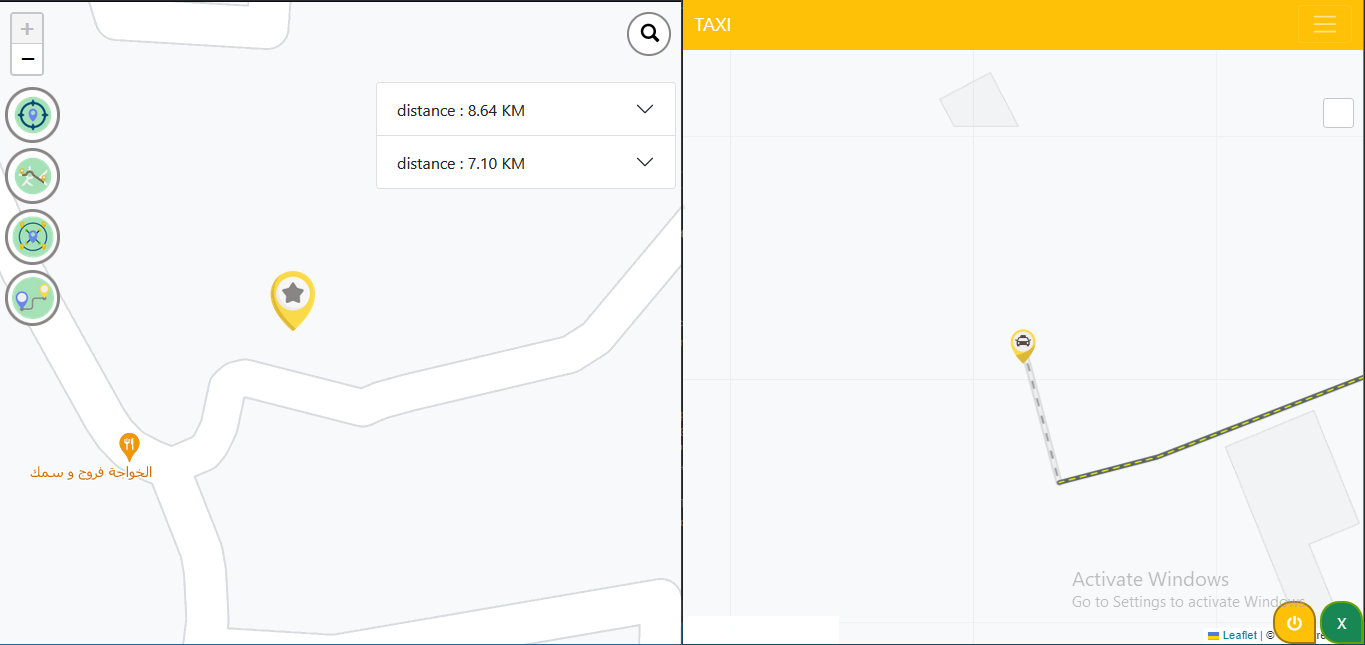 +
−
distance : 8.64 KM
distance : 7.10 KM
الخواجة فروج و سمك
TAXI
Activate Windows
Go to Settings to activate Windows.
Leaflet | ©
X